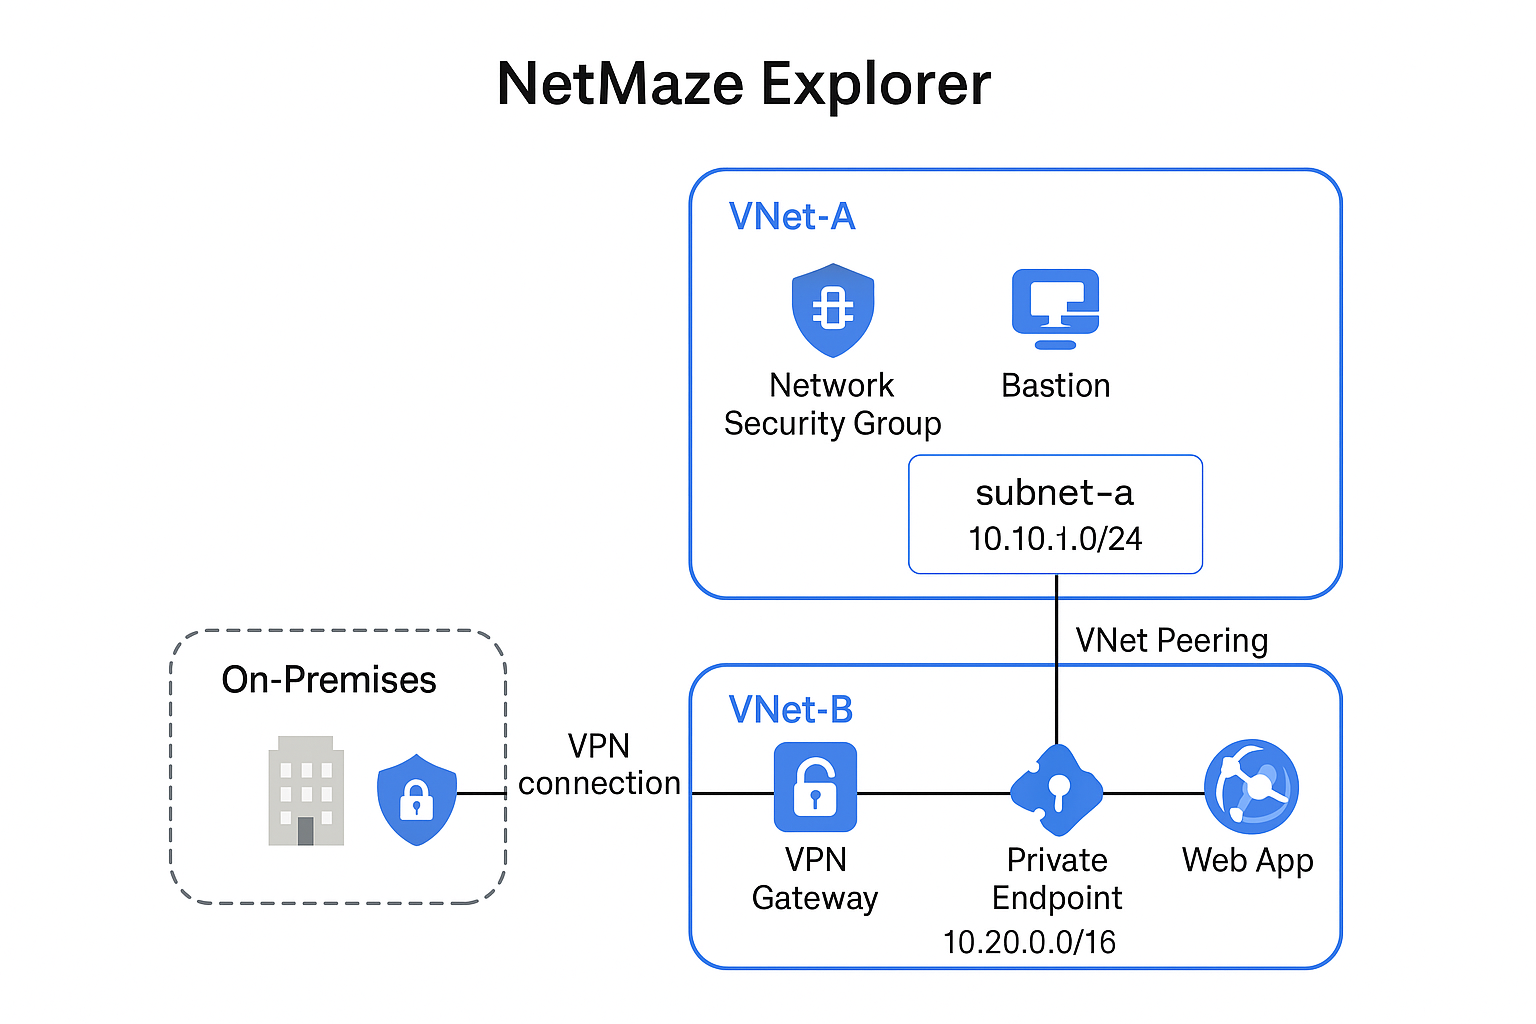 NetMaze Explorer
VNet-A
Network
Security Group
Bastion
subnet-a
10.10.1.0/24
VNet Peering
On-Premises
VPN
connection
VNet-B
VPN
Gateway
Private
Endpoint
10.20.0.0/16
Web App